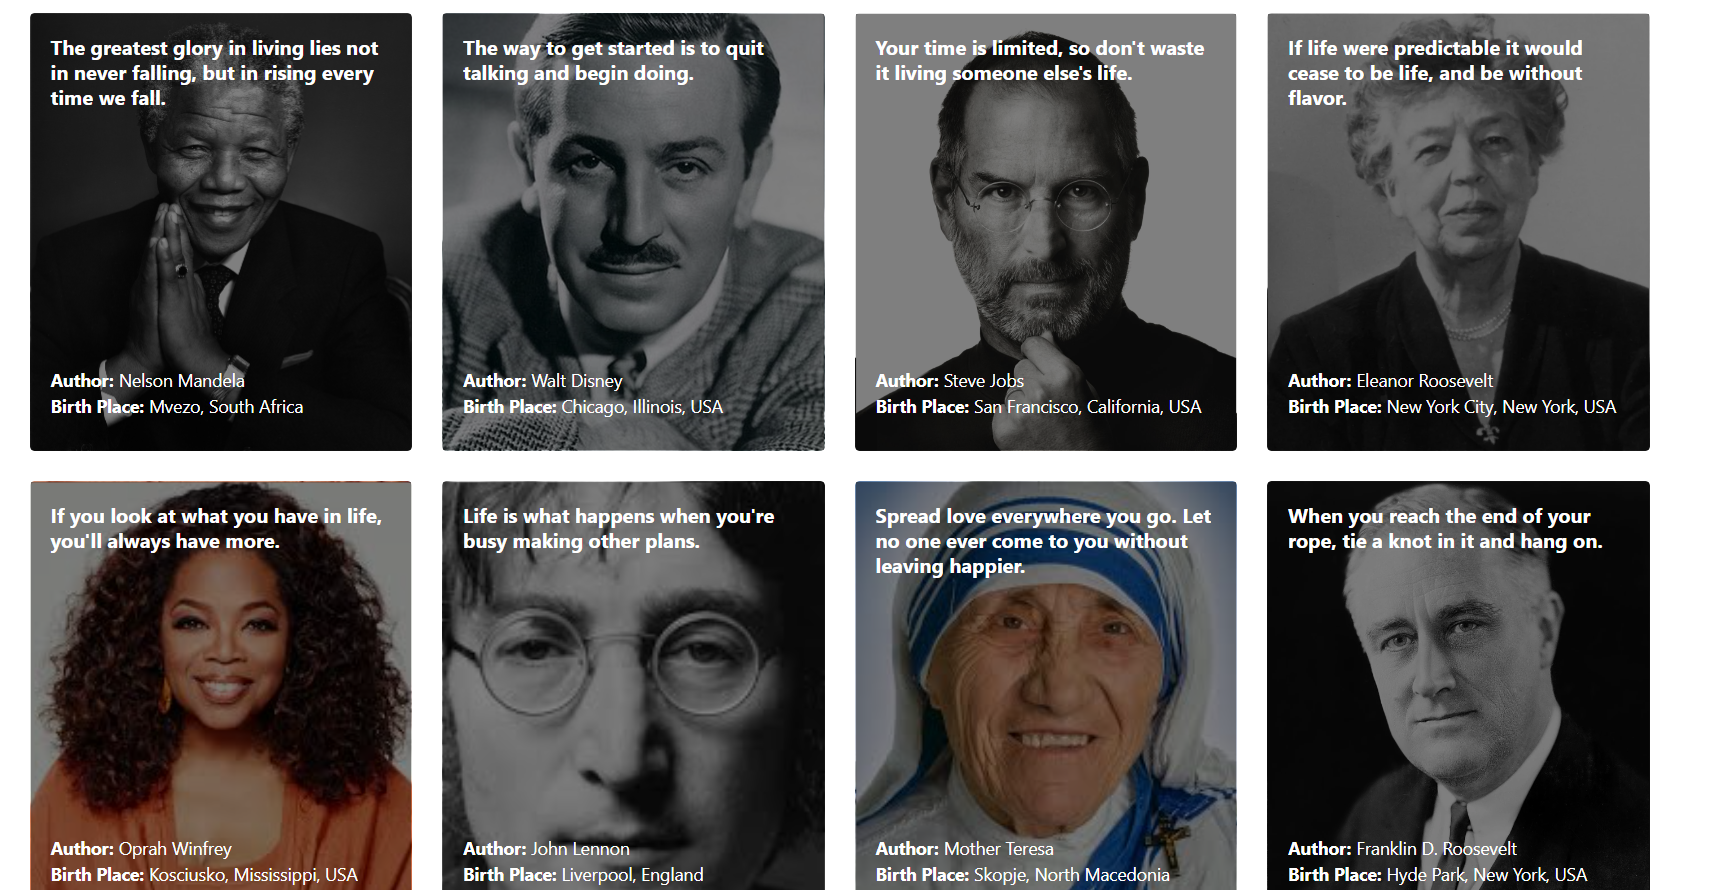 The greatest glory in living lies not
in never falling, but in rising every
time we fall.
Author: Nelson Mandela
Birth Place: Mvezo, South Africa
The way to get started is to quit
talking and begin doing.
Author: Walt Disney
Birth Place: Chicago, Illinois, USA
Your time is limited, so don't waste
it living someone else's life.
Author: Steve Jobs
Birth Place: San Francisco, California, USA
If life were predictable it would
cease to be life, and be without
flavor.
Author: Eleanor Roosevelt
Birth Place: New York City, New York, USA
If you look at what you have in life,
you'll always have more.
Author: Oprah Winfrey
Birth Place: Kosciusko, Mississippi, USA
Life is what happens when you're
busy making other plans.
Author: John Lennon
Birth Place: Liverpool, England
Spread love everywhere you go. Let
no one ever come to you without
leaving happier.
Author: Mother Teresa
Birth Place: Skopje, North Macedonia
When you reach the end of your
rope, tie a knot in it and hang on.
Author: Franklin D. Roosevelt
Birth Place: Hyde Park, New York, USA